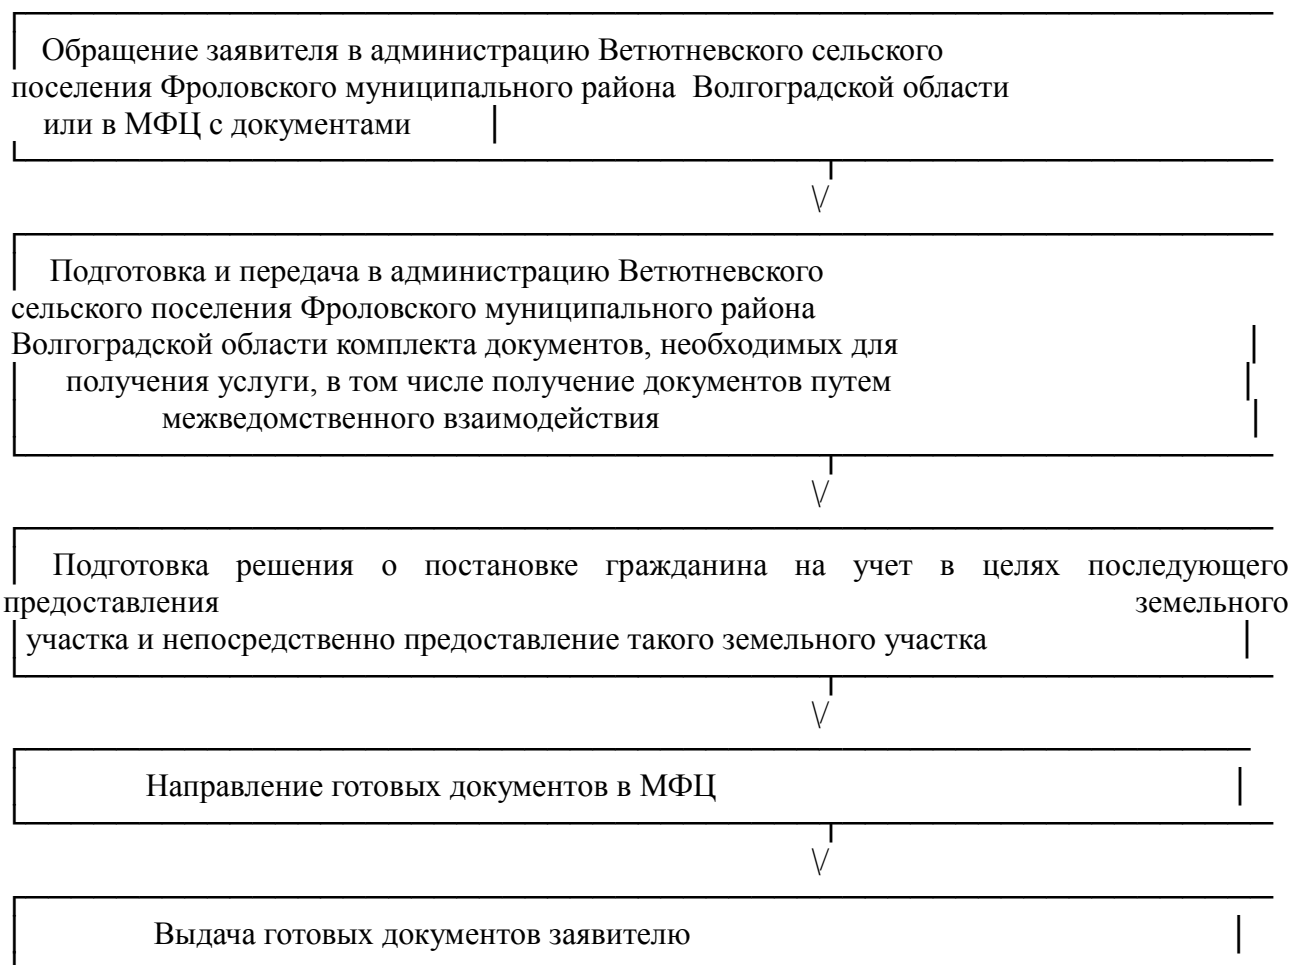 Обращение заявителя в администрацию Ветютневского сельского
поселения Фроловского муниципального района Волгоградской области
или в МФЦ с документами
Подготовка и передача в администрацию Ветютневского
сельского поселения Фроловского муниципального района
Волгоградской области комплекта документов, необходимых для
получения услуги, в том числе получение документов путем
межведомственного взаимодействия
Подготовка решения о постановке гражданина на учет в целях последующего
предоставления земельного
участка и непосредственно предоставление такого земельного участка
Направление готовых документов в МФЦ
Выдача готовых документов заявителю